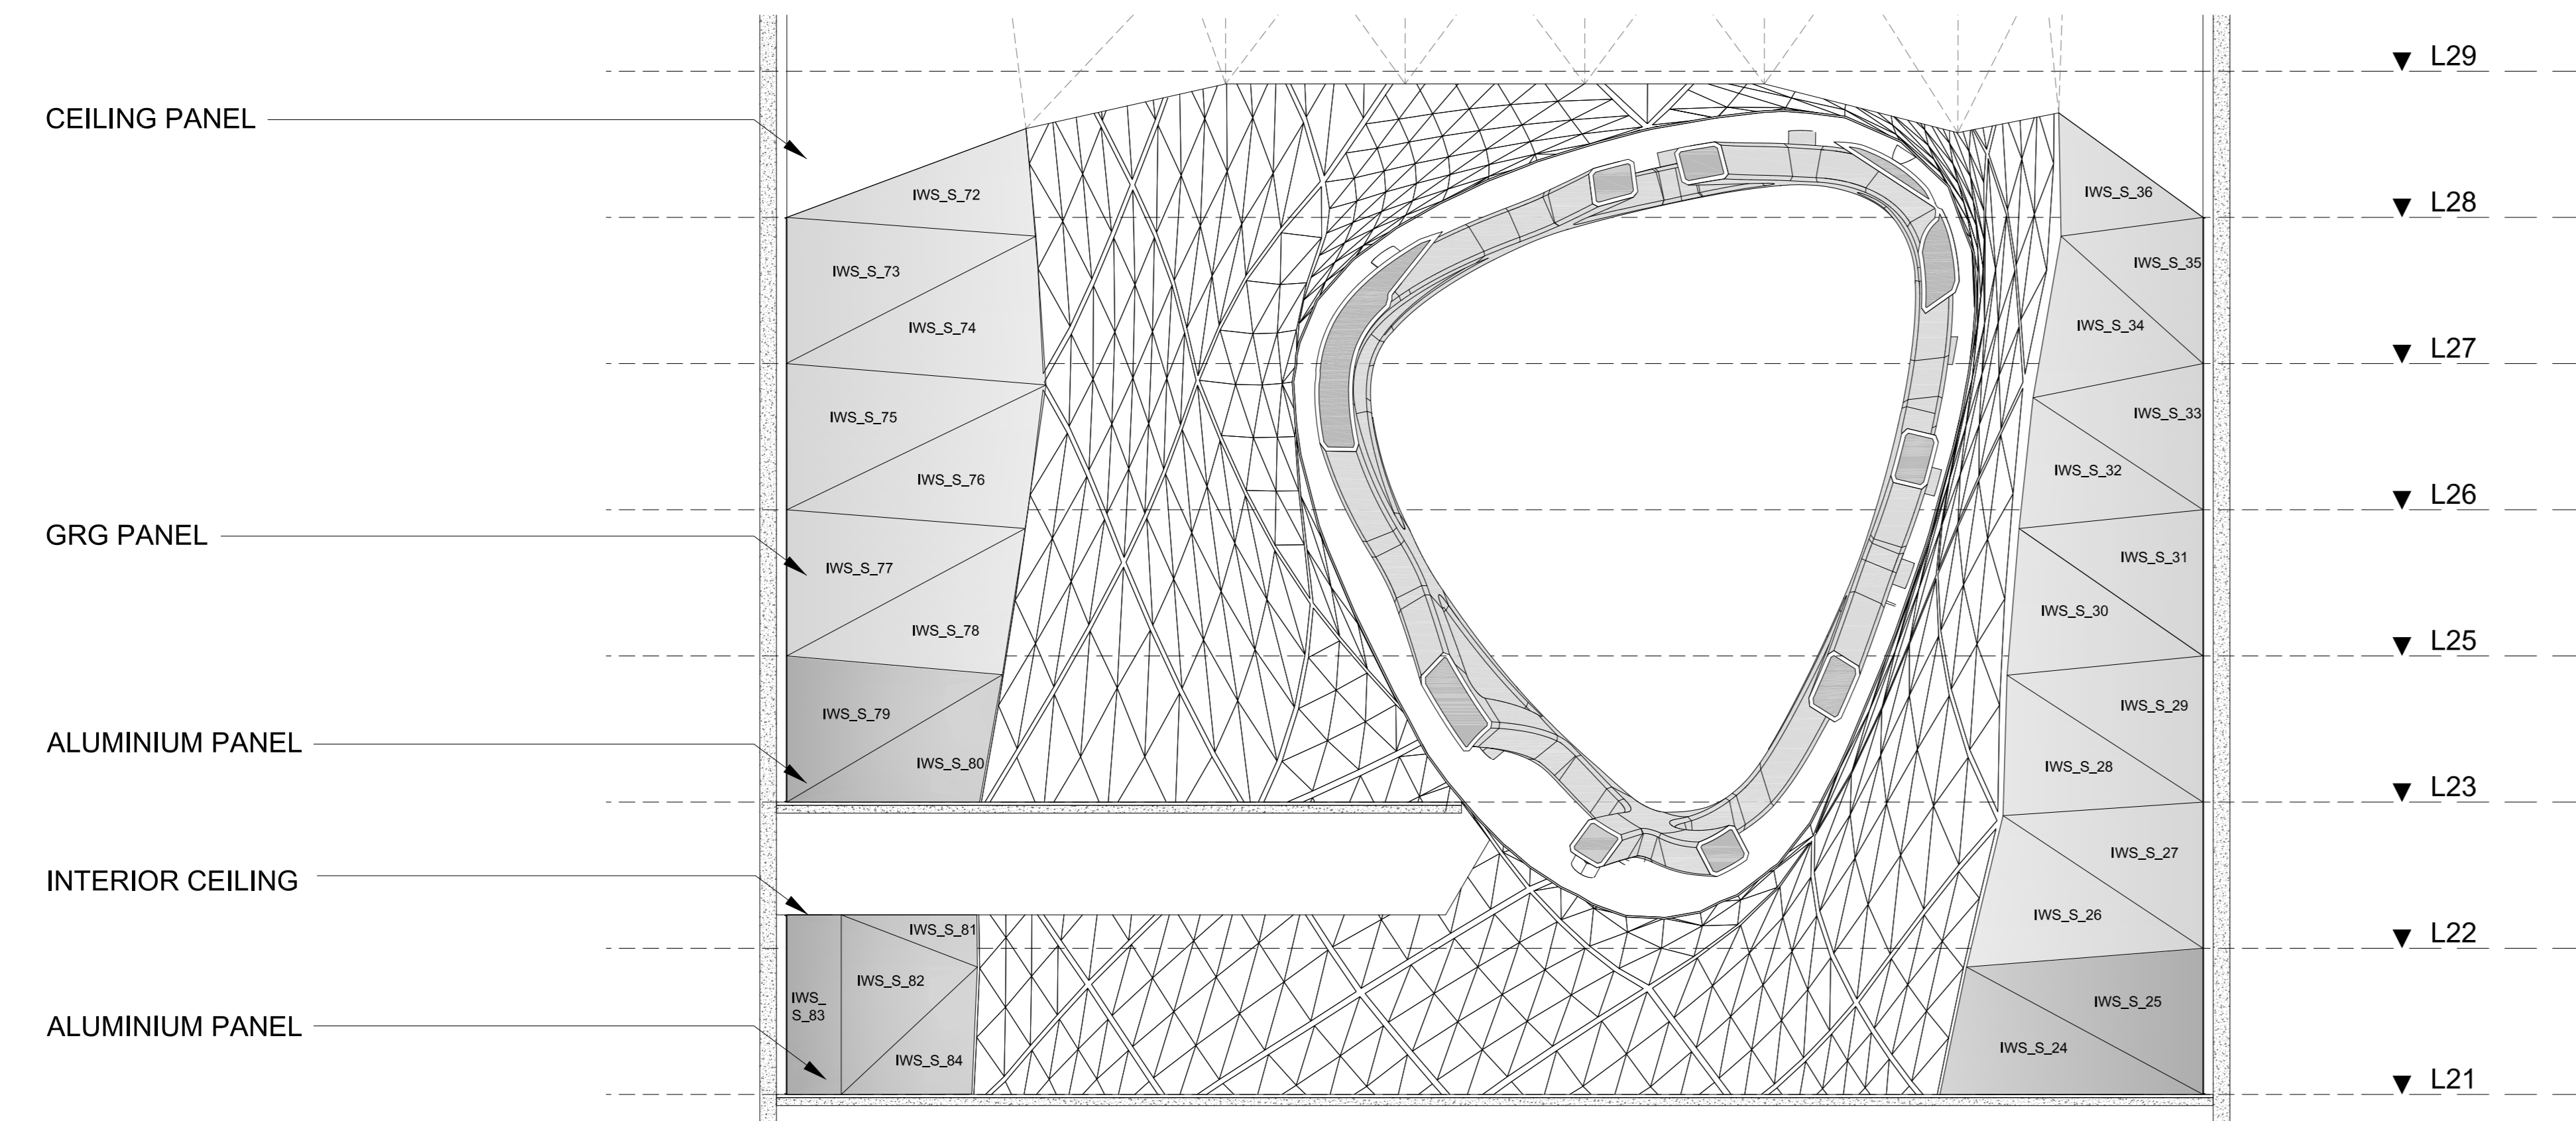 L29
CEILING PANEL
IWS_S_72
IWS_S_36
L28
IWS_S_73
IWS_S_35
IWS_S_74
IWS_S_34
L27
IWS_S_75
IWS_S_33
IWS_S_76
IWS_S_32
L26
GRG PANEL
IWS_S_77
IWS_S_31
IWS_S_78
IWS_S_30
L25
IWS_S_79
IWS_S_29
ALUMINIUM PANEL
IWS_S_80
IWS_S_28
L23
IWS_S_27
INTERIOR CEILING
IWS_S_81
IWS_S_26
L22
IWS_S_82
IWS_
S_83
IWS_S_25
ALUMINIUM PANEL
IWS_S_84
IWS_S_24
L21